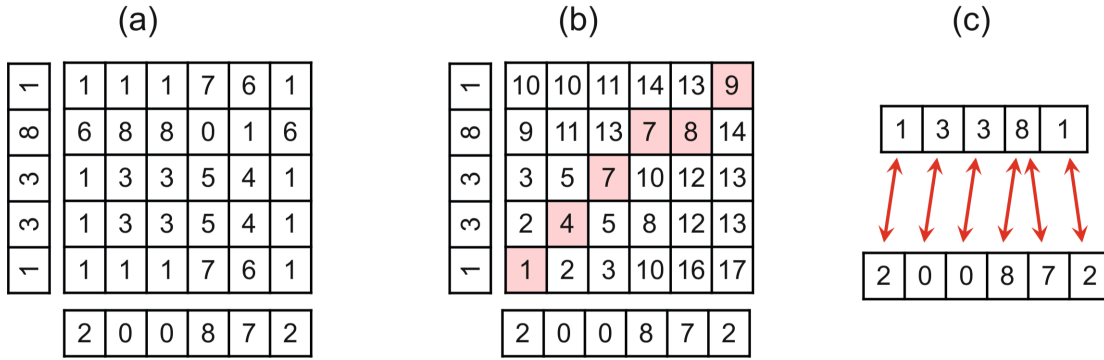 (a) (b) (c)
1 1 1 1 7 6 1
8 6 8 8 0 1 6
3 1 3 3 5 4 1
3 1 3 3 5 4 1
1 1 1 1 7 6 1
2 0 0 8 7 2
1 10 10 11 14 13 9
8 9 11 13 7 8 14
3 3 5 7 10 12 13
3 2 4 5 8 12 13
1 1 2 3 10 16 17
2 0 0 8 7 2
1 3 3 8 1
2 0 0 8 7 2